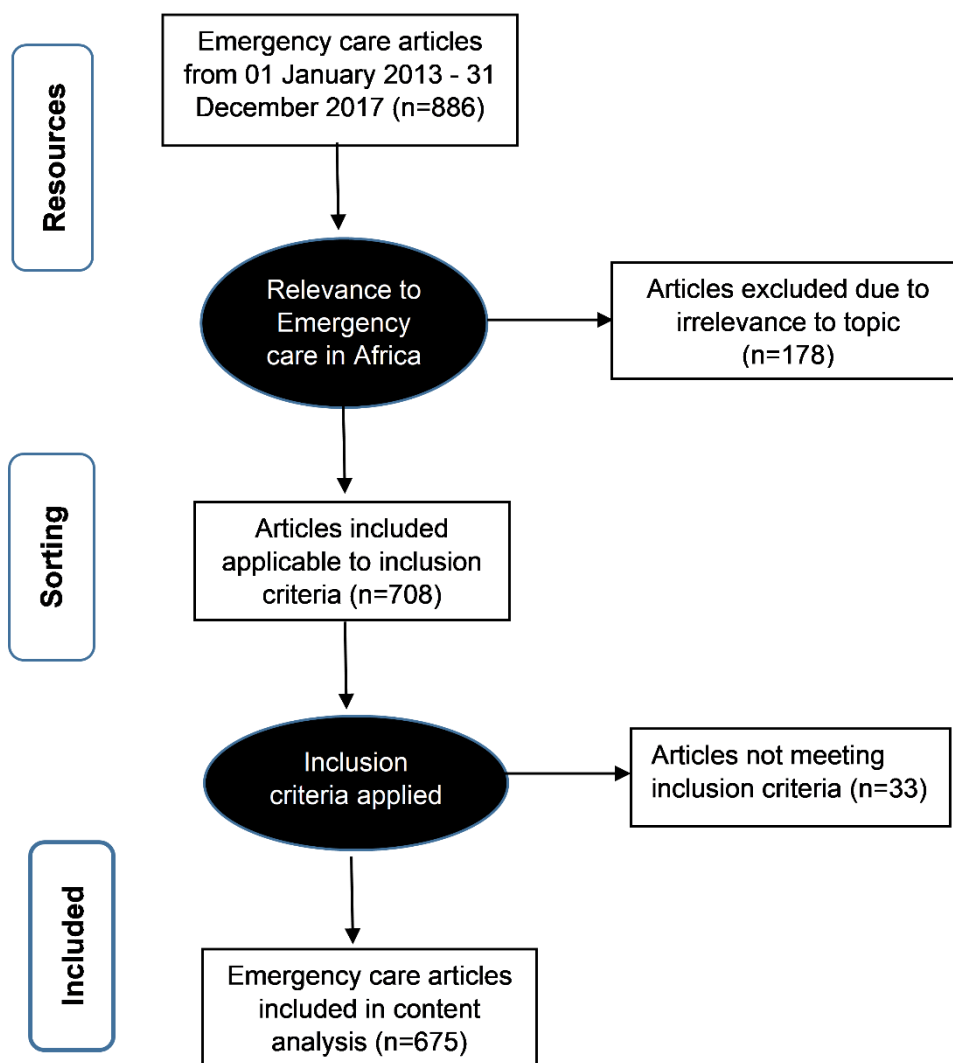 Resources
Emergency care articles
from 01 January 2013 - 31
December 2017 (n=886)
Relevance to
Emergency
care in Africa
Articles excluded due to
irrelevance to topic
(n=178)
Sorting
Articles included
applicable to inclusion
criteria (n=708)
Inclusion
criteria applied
Articles not meeting
inclusion criteria (n=33)
Included
Emergency care articles
included in content
analysis (n=675)